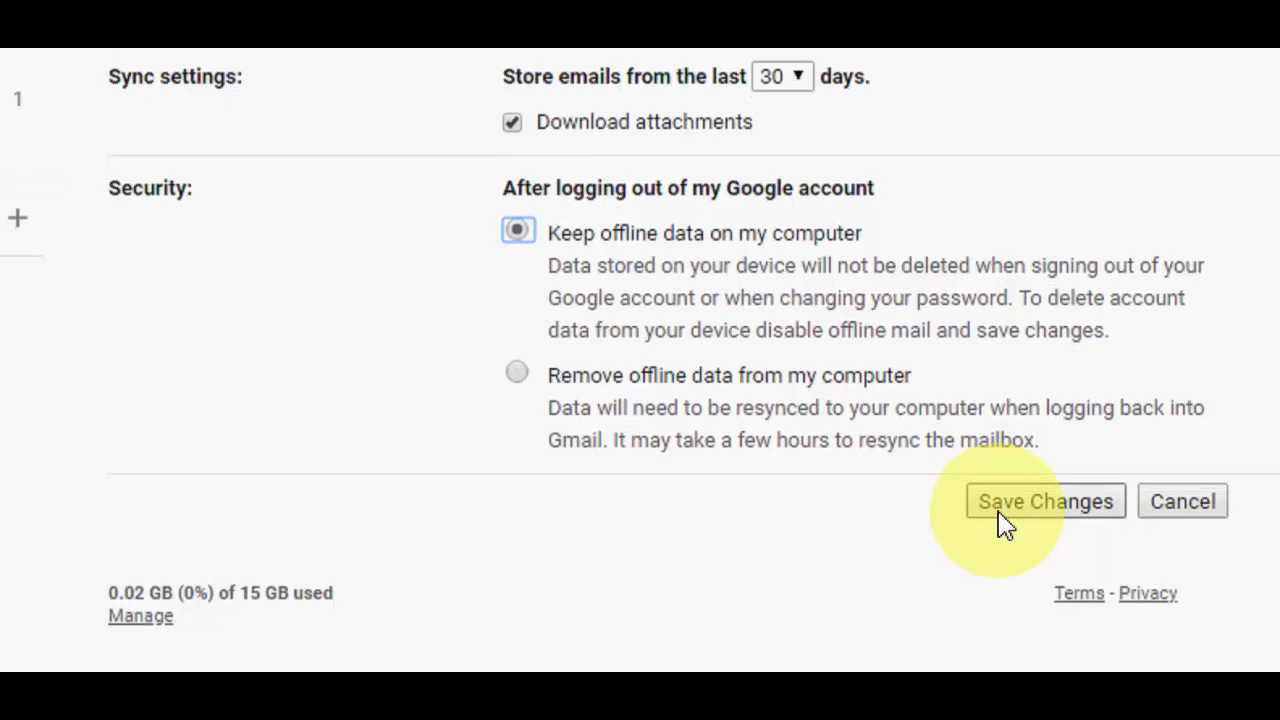 Sync settings: Store emails from the last 30 days.
1
Download attachments
Security: After logging out of my Google account
+
Keep offline data on my computer
Data stored on your device will not be deleted when signing out of your
Google account or when changing your password. To delete account
data from your device disable offline mail and save changes.
Remove offline data from my computer
Data will need to be resynced to your computer when logging back into
Gmail. It may take a few hours to resync the mailbox.
Save Changes Cancel
0.02 GB (0%) of 15 GB used Terms - Privacy
Manage